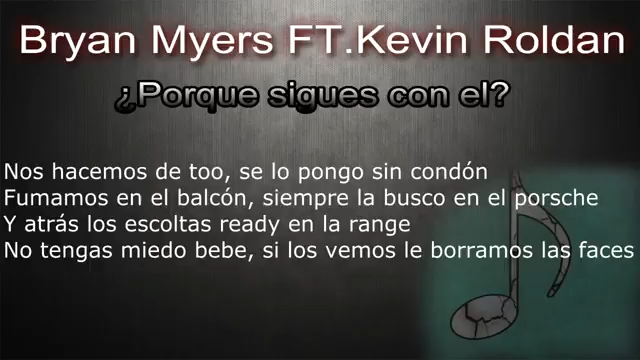 Bryan Myers FT.Kevin Roldan
¿Porque sigues con el?
Nos hacemos de too, se lo pongo sin condón
Fumamos en el balcón, siempre la busco en el porsche
Y atrás los escoltas ready en la range
No tengas miedo bebe, si los vemos le borramos las faces